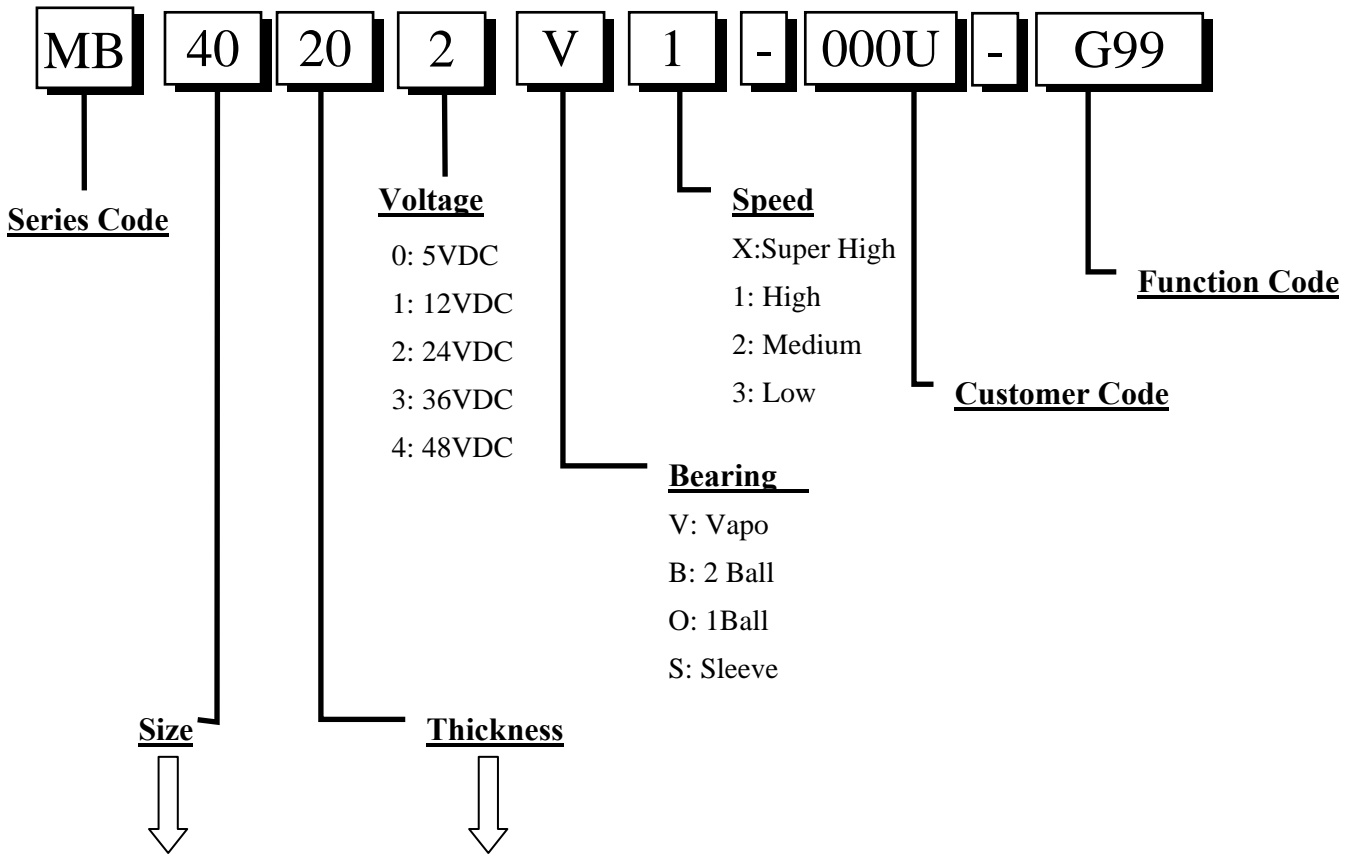 MB 40 20 2 V 1 - 000U - G99
Series Code
Voltage
0: 5VDC
1: 12VDC
2: 24VDC
3: 36VDC
4: 48VDC
Speed
X:Super High
1: High
2: Medium
3: Low
Function Code
Customer Code
Bearing
V: Vapo
B: 2 Ball
O: 1Ball
S: Sleeve
Size
Thickness